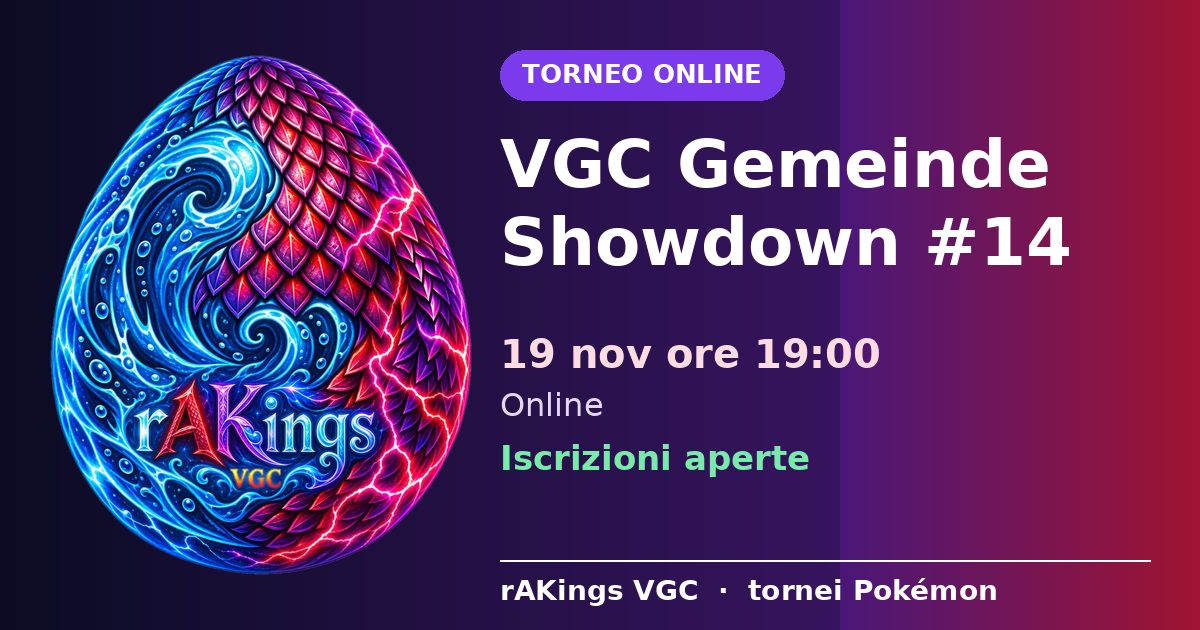 TORNEO ONLINE
VGC Gemeinde
Showdown #14
19 nov ore 19:00
Online
Iscrizioni aperte
rAKings
VGC
rAKings VGC · tornei Pokémon